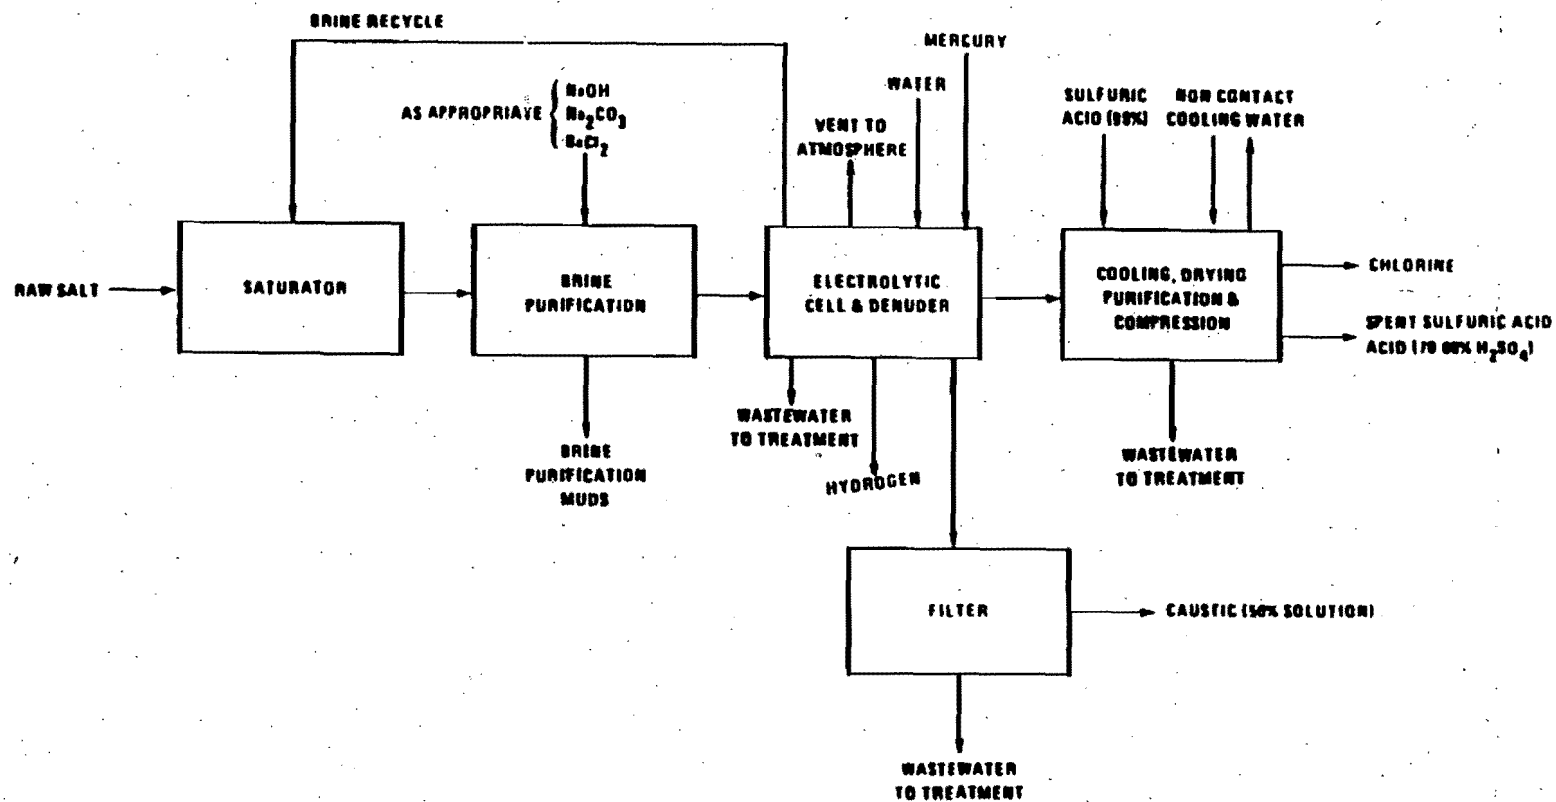 BRINE RECYCLE
MERCURY
WATER
AS APPROPRIATE { NaOH
Na2CO3
BaCl2
VENT TO
ATMOSPHERE
SULFURIC
ACID (98%)
NON CONTACT
COOLING WATER
RAW SALT
SATURATOR
BRINE
PURIFICATION
ELECTROLYTIC
CELL & DENUDER
COOLING, DRYING
PURIFICATION &
COMPRESSION
CHLORINE
SPENT SULFURIC ACID
ACID ( H2SO4)
BRINE
PURIFICATION
MUDS
WASTEWATER
TO TREATMENT
HYDROGEN
WASTEWATER
TO TREATMENT
FILTER
CAUSTIC (50% SOLUTION)
WASTEWATER
TO TREATMENT